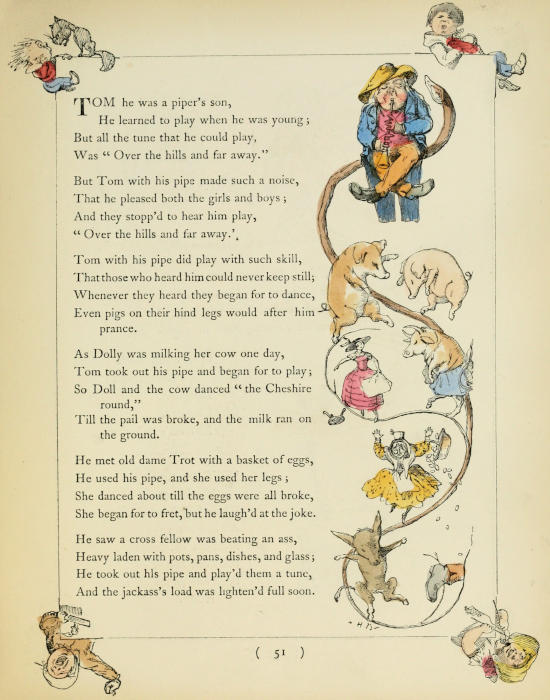 TOM he was a piper's son,
He learned to play when he was young;
But all the tune that he could play,
Was "Over the hills and far away."
But Tom with his pipe made such a noise,
That he pleased both the girls and boys;
And they stopp'd to hear him play,
"Over the hills and far away.'.
Tom with his pipe did play with such skill,
That those who heard him could never keep still;
Whenever they heard they began for to dance,
Even pigs on their hind legs would after him
prance.
As Dolly was milking her cow one day,
Tom took out his pipe and began for to play;
So Doll and the cow danced "the Cheshire
round,"
Till the pail was broke, and the milk ran on
the ground.
He met old dame Trot with a basket of eggs,
He used his pipe, and she used her legs;
She danced about till the eggs were all broke,
She began for to fret, but he laugh'd at the joke.
He saw a cross fellow was beating an ass,
Heavy laden with pots, pans, dishes, and glass;
He took out his pipe and play'd them a tune,
And the jackass's load was lighten'd full soon.
( 51 )